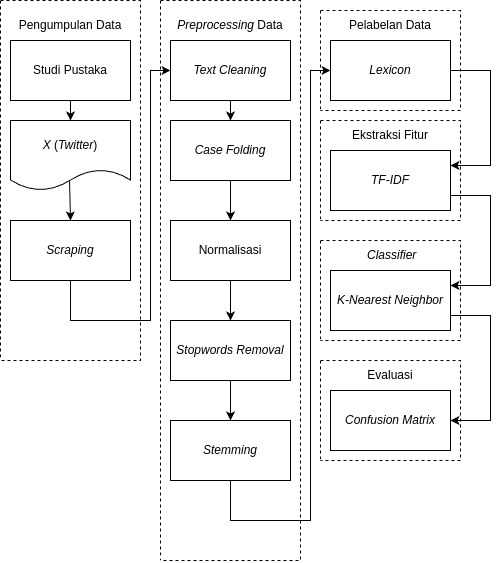 Pengumpulan Data
Studi Pustaka
X (Twitter)
Scraping
Preprocessing Data
Text Cleaning
Case Folding
Normalisasi
Stopwords Removal
Stemming
Pelabelan Data
Lexicon
Ekstraksi Fitur
TF-IDF
Classifier
K-Nearest Neighbor
Evaluasi
Confusion Matrix